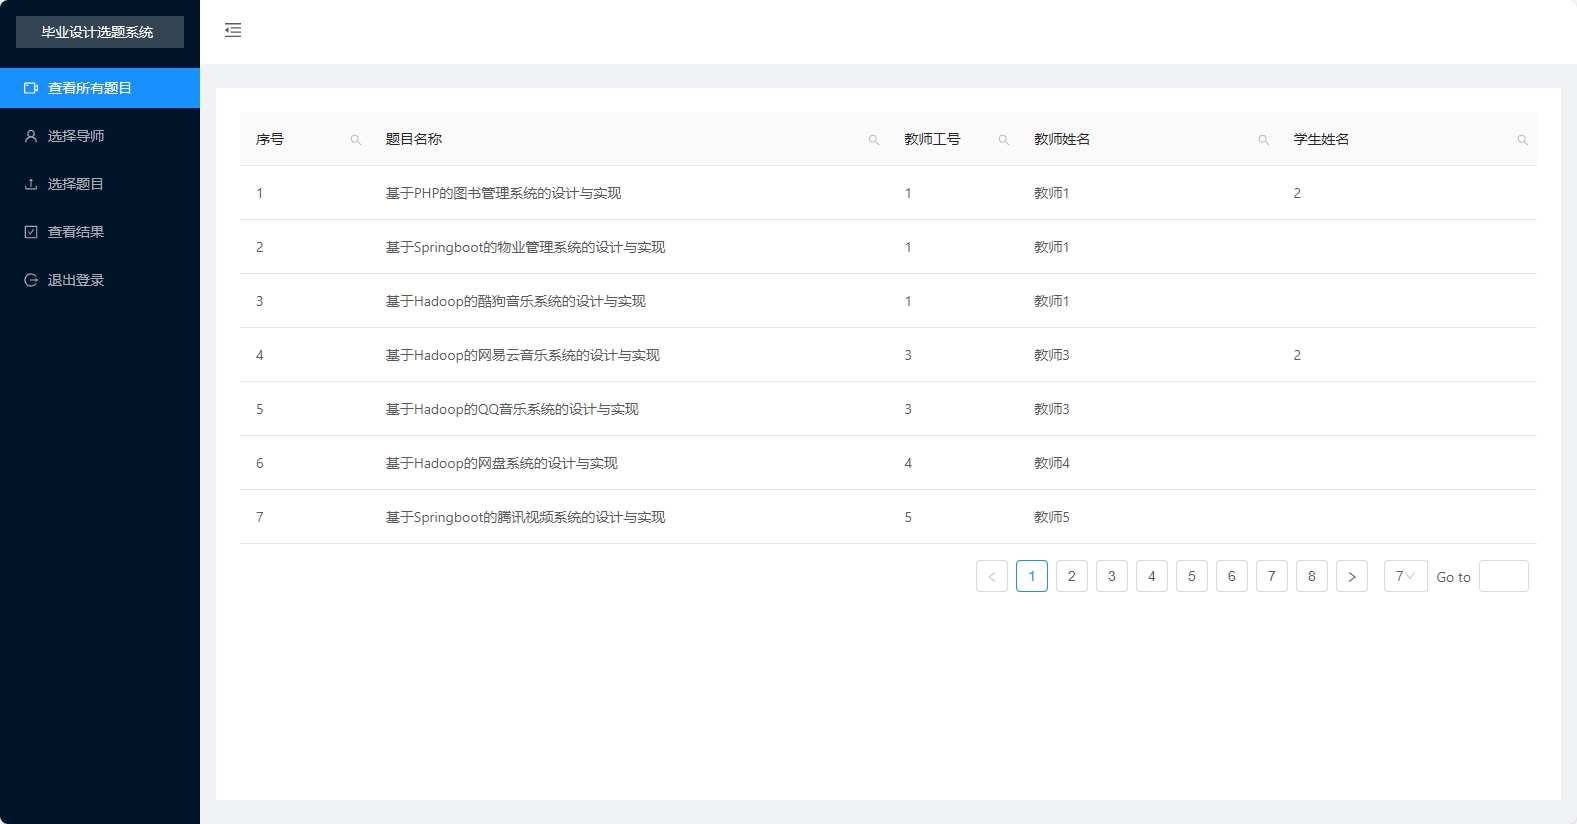 毕业设计选题系统
查看所有题目
选择导师
选择题目
查看结果
退出登录
序号 题目名称 教师工号 教师姓名 学生姓名
1 基于PHP的图书管理系统的设计与实现 1 教师1 2
2 基于Springboot的物业管理系统的设计与实现 1 教师1
3 基于Hadoop的酷狗音乐系统的设计与实现 1 教师1
4 基于Hadoop的网易云音乐系统的设计与实现 3 教师3 2
5 基于Hadoop的QQ音乐系统的设计与实现 3 教师3
6 基于Hadoop的网盘系统的设计与实现 4 教师4
7 基于Springboot的腾讯视频系统的设计与实现 5 教师5
< 1 2 3 4 5 6 7 8 > 7 Go to